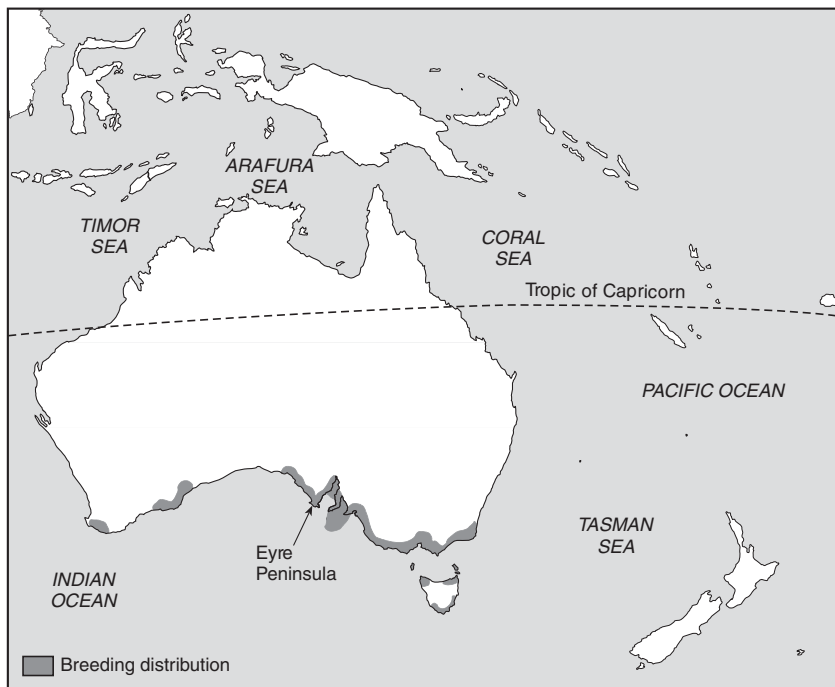 ARAFURA
SEA
TIMOR
SEA
CORAL
SEA
Tropic of Capricorn
PACIFIC OCEAN
TASMAN
SEA
Eyre
Peninsula
INDIAN
OCEAN
Breeding distribution